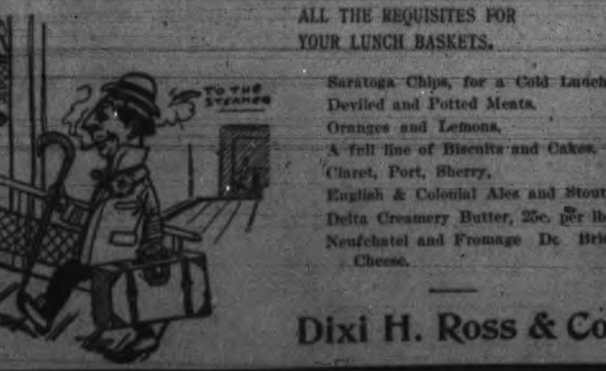 ALL THE REQUISITES FOR
YOUR LUNCH BASKETS.
TO THE
STEAMER
Saratoga Chips, for a Cold Lunch
Deviled and Potted Meats,
Oranges and Lemons,
A full line of Biscuits and Cakes,
Claret, Port, Sherry,
English & Colonial Ales and Stout
Delta Creamery Butter, 25c. per lb
Neufchatel and Fromage De Brie
Cheese.
Dixi H. Ross & Co